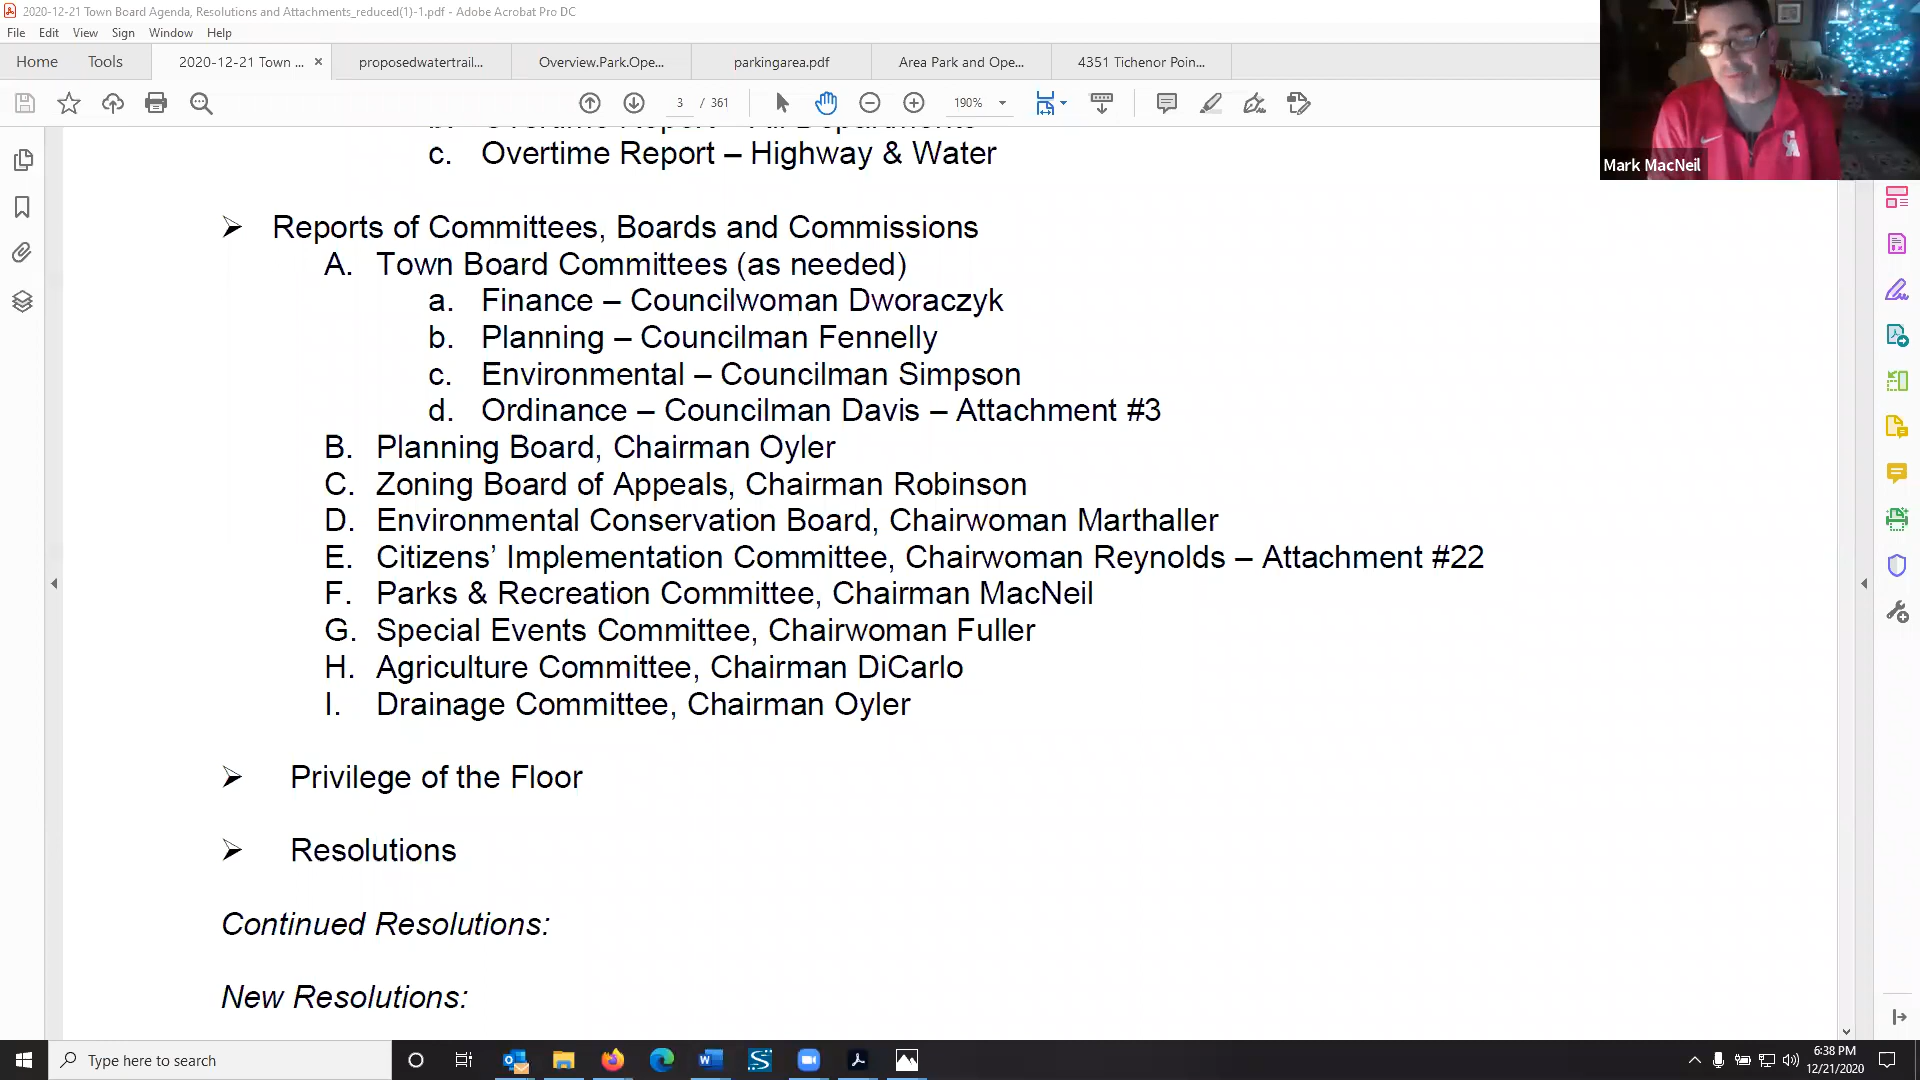 2020-12-21 Town Board Agenda, Resolutions and Attachments_reduced(1)-1.pdf - Adobe Acrobat Pro DC
File Edit View Sign Window Help
Home Tools 2020-12-21 Town ... × proposedwatertrail... Overview.Park.Ope... parkingarea.pdf Area Park and Ope... 4351 Tichenor Poin...
3 / 361 190%
b. Overtime Report – All Departments
c. Overtime Report – Highway & Water
Mark MacNeil
➢ Reports of Committees, Boards and Commissions
A. Town Board Committees (as needed)
a. Finance – Councilwoman Dworaczyk
b. Planning – Councilman Fennelly
c. Environmental – Councilman Simpson
d. Ordinance – Councilman Davis – Attachment #3
B. Planning Board, Chairman Oyler
C. Zoning Board of Appeals, Chairman Robinson
D. Environmental Conservation Board, Chairwoman Marthaller
E. Citizens’ Implementation Committee, Chairwoman Reynolds – Attachment #22
F. Parks & Recreation Committee, Chairman MacNeil
G. Special Events Committee, Chairwoman Fuller
H. Agriculture Committee, Chairman DiCarlo
I. Drainage Committee, Chairman Oyler
➢ Privilege of the Floor
➢ Resolutions
Continued Resolutions:
New Resolutions:
Type here to search
6:38 PM
12/21/2020